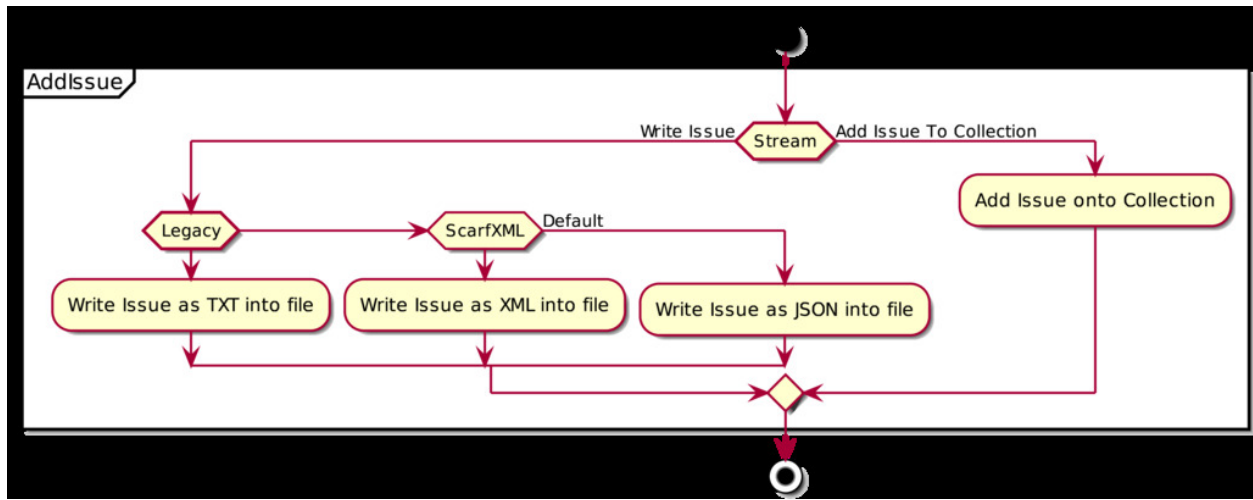 AddIssue
Write Issue
Stream
Add Issue To Collection
Add Issue onto Collection
Legacy
ScarfXML
Default
Write Issue as TXT into file
Write Issue as XML into file
Write Issue as JSON into file